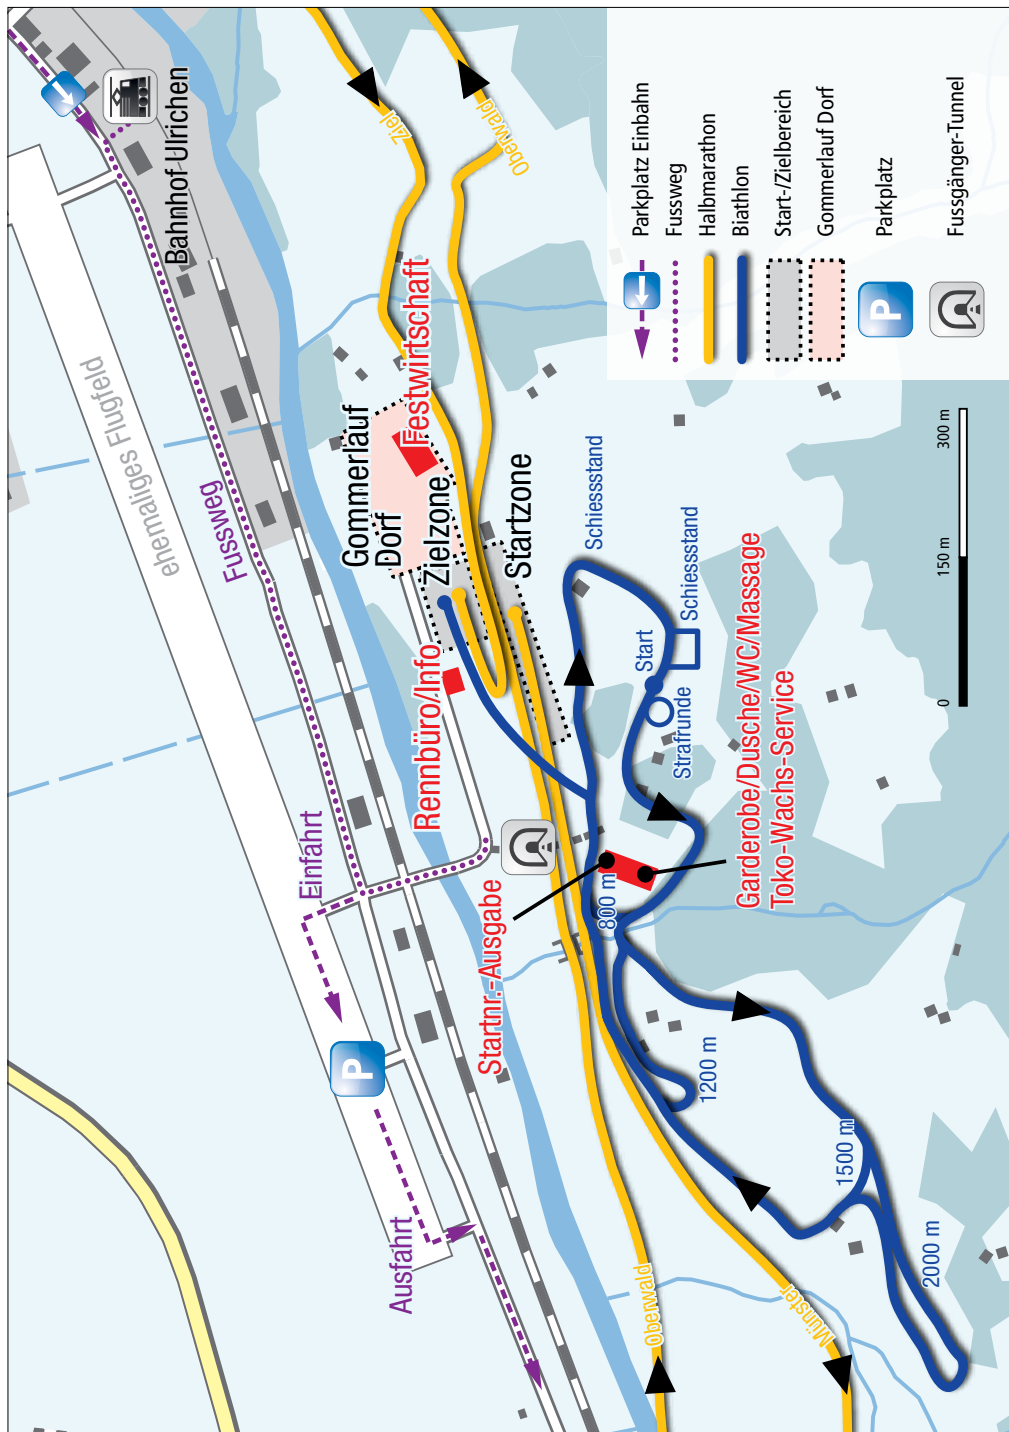 ehemaliges Flugfeld
Bahnhof Ulrichen
Fussweg
Einfahrt
P
Ausfahrt
Ziel
Oberwald
Festwirtschaft
Gommerlauf
Dorf
Zielzone
Startzone
Rennbüro/Info
Startnr.-Ausgabe
Schiessstand
Schiessstand
Start
Strafrunde
Garderobe/Dusche/WC/Massage
Toko-Wachs-Service
800 m
1200 m
1500 m
2000 m
Oberwald
Münster
Parkplatz Einbahn
Fussweg
Halbmarathon
Biathlon
Start-/Zielbereich
Gommerlauf Dorf
P
Parkplatz
Fussgänger-Tunnel
0
150 m
300 m